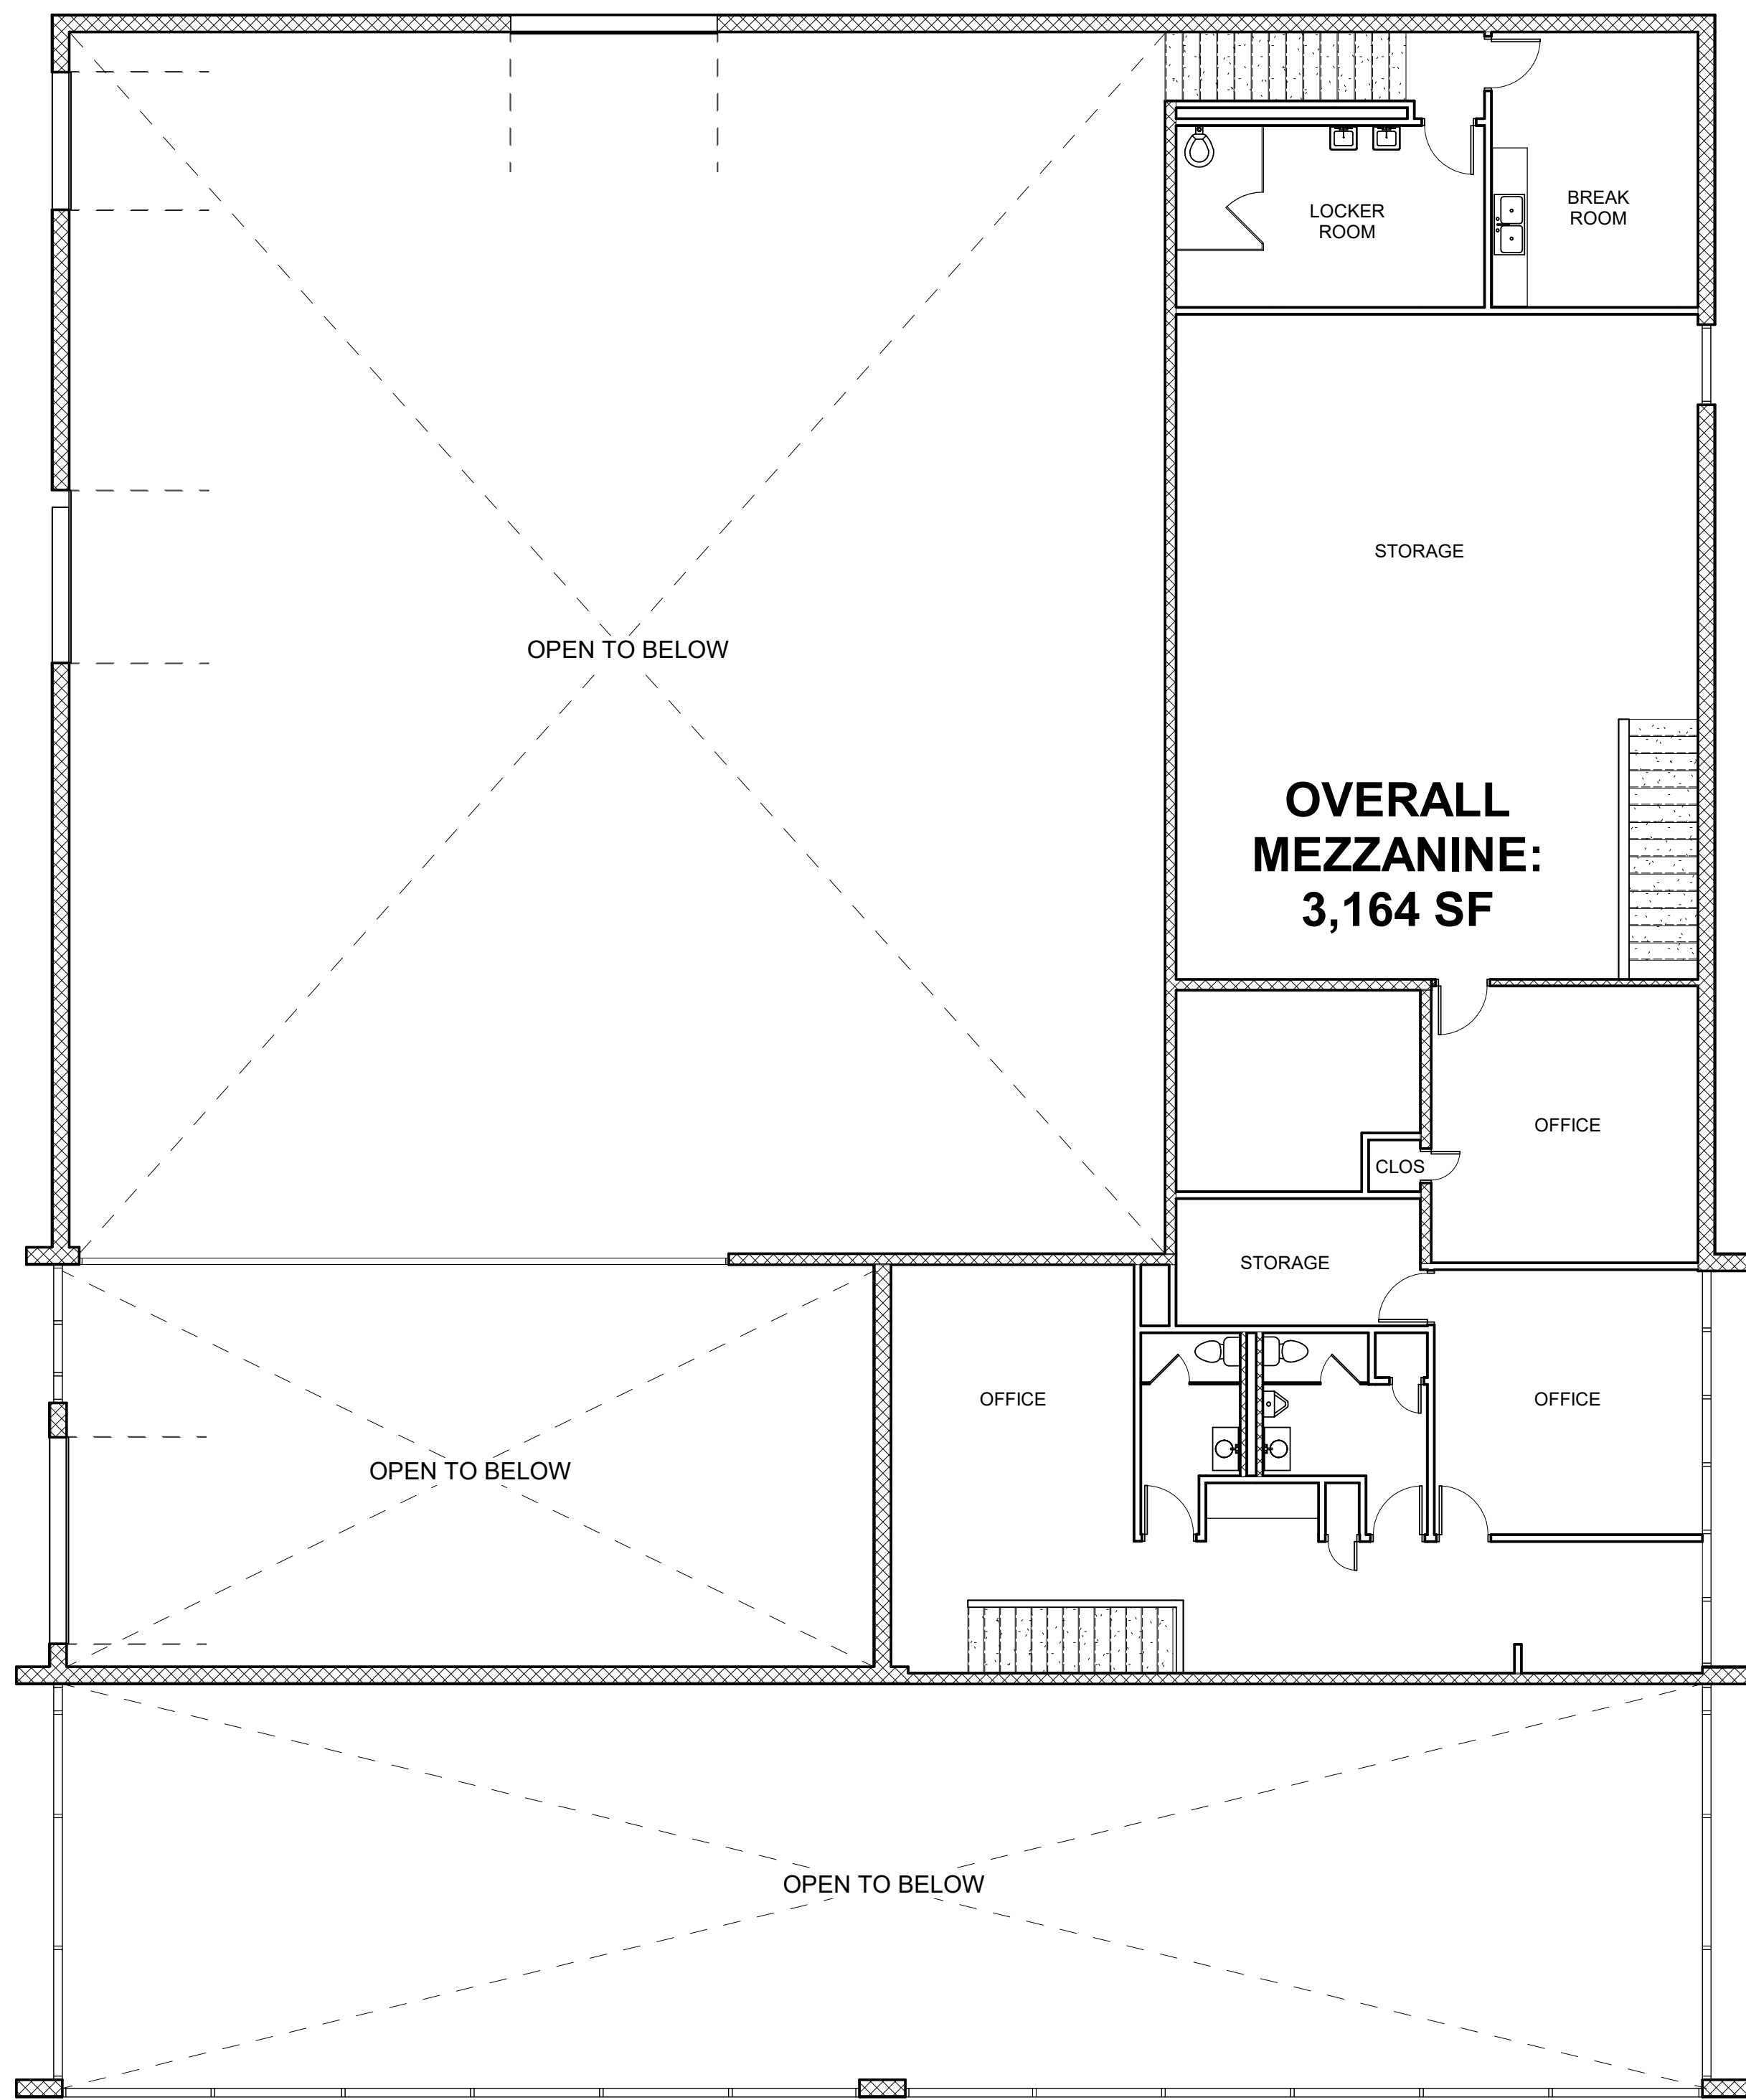 LOCKER
ROOM
BREAK
ROOM
STORAGE
OPEN TO BELOW
OVERALL
MEZZANINE:
3,164 SF
OFFICE
CLOS
STORAGE
OFFICE
OFFICE
OPEN TO BELOW
OPEN TO BELOW